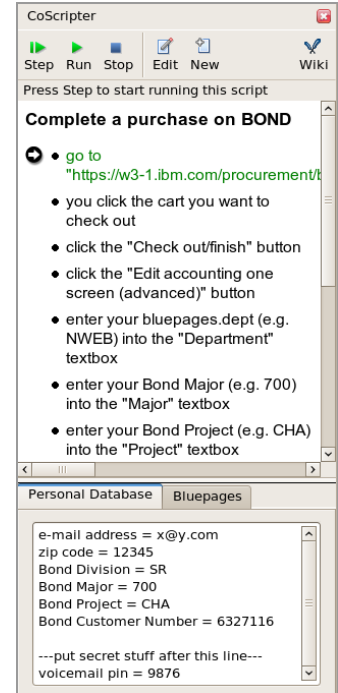 CoScripter
Step Run Stop Edit New Wiki
Press Step to start running this script
Complete a purchase on BOND
go to
"https://w3-1.ibm.com/procurement/b
you click the cart you want to
check out
click the "Check out/finish" button
click the "Edit accounting one
screen (advanced)" button
enter your bluepages.dept (e.g.
NWEB) into the "Department"
textbox
enter your Bond Major (e.g. 700)
into the "Major" textbox
enter your Bond Project (e.g. CHA)
into the "Project" textbox
Personal Database Bluepages
e-mail address = x@y.com
zip code = 12345
Bond Division = SR
Bond Major = 700
Bond Project = CHA
Bond Customer Number = 6327116
---put secret stuff after this line---
voicemail pin = 9876